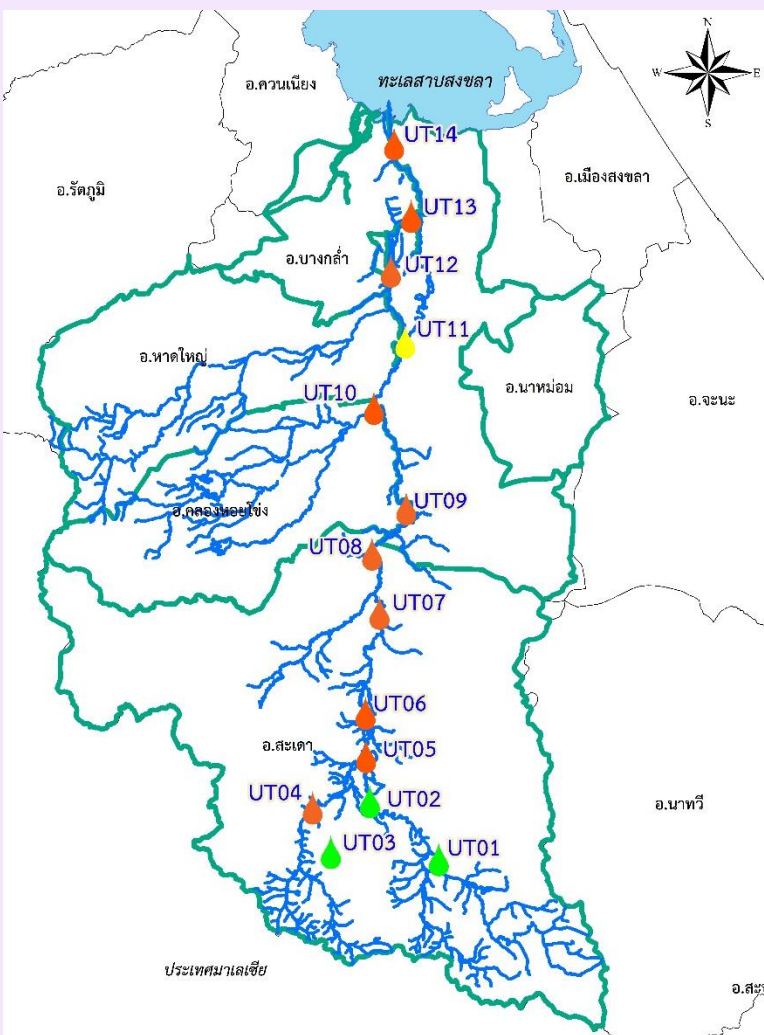 N
อ.ควนเนียง
ทะเลสาบสงขลา
W
E
S
UT14
อ.เมืองสงขลา
อ.รัตภูมิ
UT13
อ.บางกล่ำ
UT12
UT11
อ.หาดใหญ่
อ.นาหม่อม
UT10
อ.จะนะ
UT09
อ.คลองหอยโข่ง
UT08
UT07
UT06
อ.สะเดา
UT05
UT04
UT02
อ.นาทวี
UT03
UT01
ประเทศมาเลเซีย